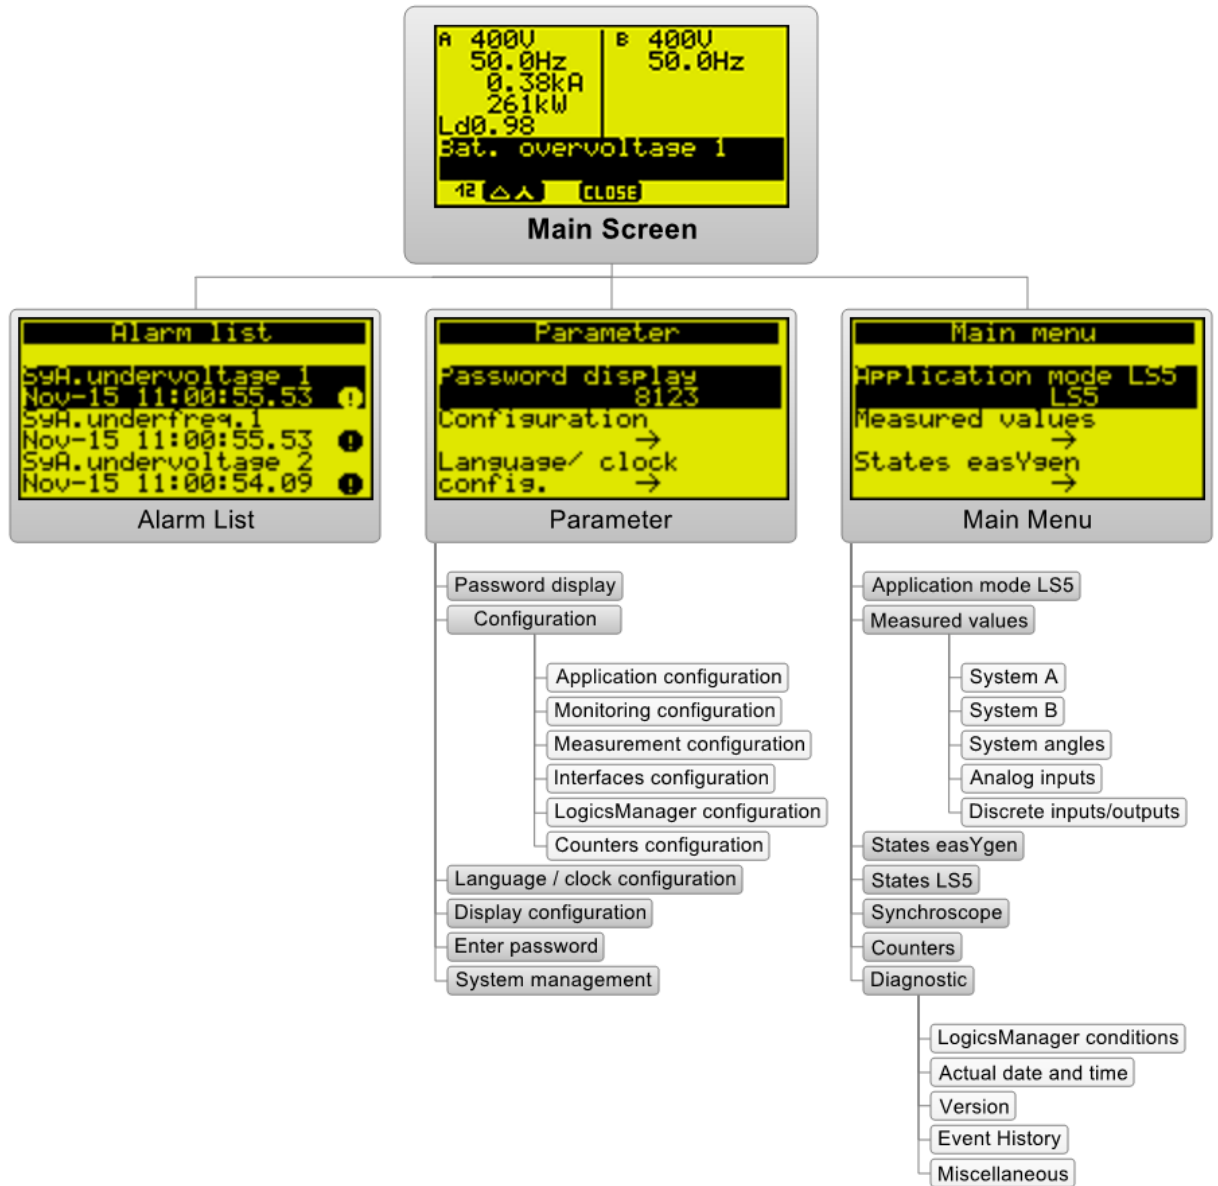 A 400V
50.0Hz
0.38kA
261kW
Ld0.98
B 400V
50.0Hz
Bat. overvoltage 1
12 CLOSE
Main Screen
Alarm list
SyA.undervoltage 1
Nov-15 11:00:55.53
SyA.underfreq.1
Nov-15 11:00:55.53
SyA.undervoltage 2
Nov-15 11:00:54.09
Alarm List
Parameter
Password display
8123
Configuration
→
Language/ clock
config. →
Parameter
Main menu
Application mode LS5
LS5
Measured values
→
States easYgen
→
Main Menu
Password display
Configuration
Application configuration
Monitoring configuration
Measurement configuration
Interfaces configuration
LogicsManager configuration
Counters configuration
Language / clock configuration
Display configuration
Enter password
System management
Application mode LS5
Measured values
System A
System B
System angles
Analog inputs
Discrete inputs/outputs
States easYgen
States LS5
Synchroscope
Counters
Diagnostic
LogicsManager conditions
Actual date and time
Version
Event History
Miscellaneous